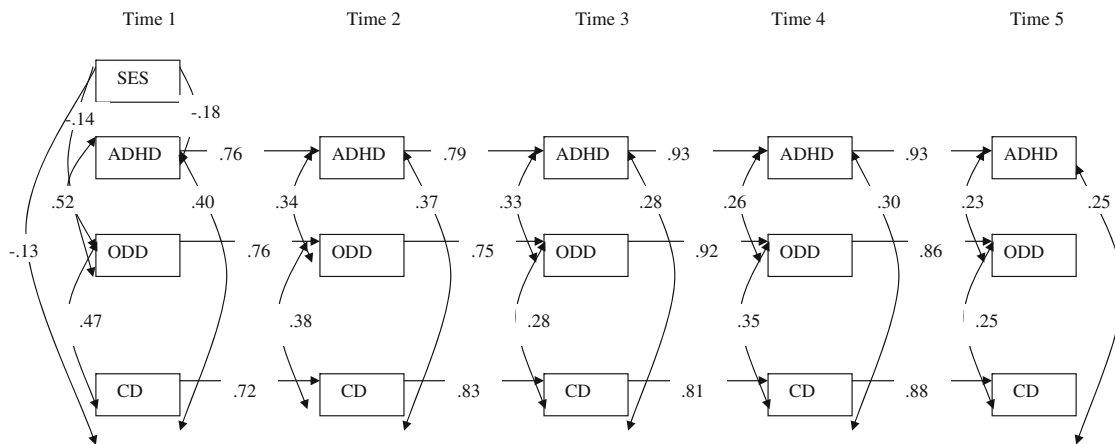 Time 1 Time 2 Time 3 Time 4 Time 5
SES
-.14 -.18
ADHD .76 ADHD .79 ADHD .93 ADHD .93 ADHD
.52 .40 .34 .37 .33 .28 .26 .30 .23 .25
-.13 ODD .76 ODD .75 ODD .92 ODD .86 ODD
.47 .38 .28 .35 .25
CD .72 CD .83 CD .81 CD .88 CD